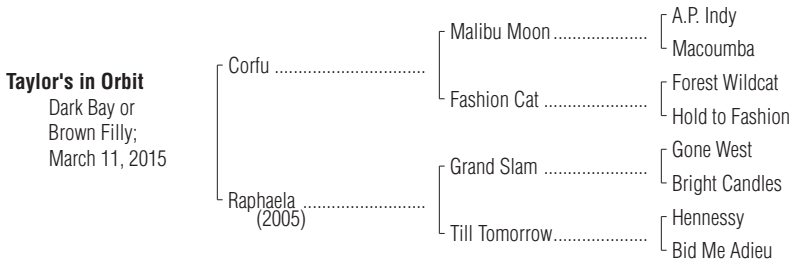 Taylor's in Orbit
Dark Bay or
Brown Filly;
March 11, 2015
Corfu ..............................
Raphaela ........................
(2005)
Malibu Moon...................
Fashion Cat .....................
Grand Slam .....................
Till Tomorrow...................
A.P. Indy
Macoumba
Forest Wildcat
Hold to Fashion
Gone West
Bright Candles
Hennessy
Bid Me Adieu